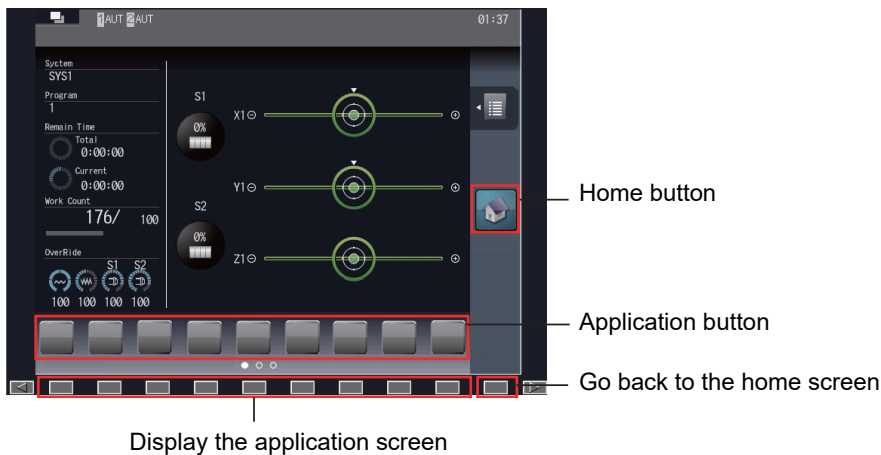 1AUT 2AUT 01:37
System
SYS1
Program
1
Remain Time
Total
0:00:00
Current
0:00:00
Work Count
176/ 100
OverRide
S1 S2
100 100 100 100
S1
0%
S2
0%
X1⊖ ⊕
Y1⊖ ⊕
Z1⊖ ⊕
Home button
Application button
Go back to the home screen
Display the application screen